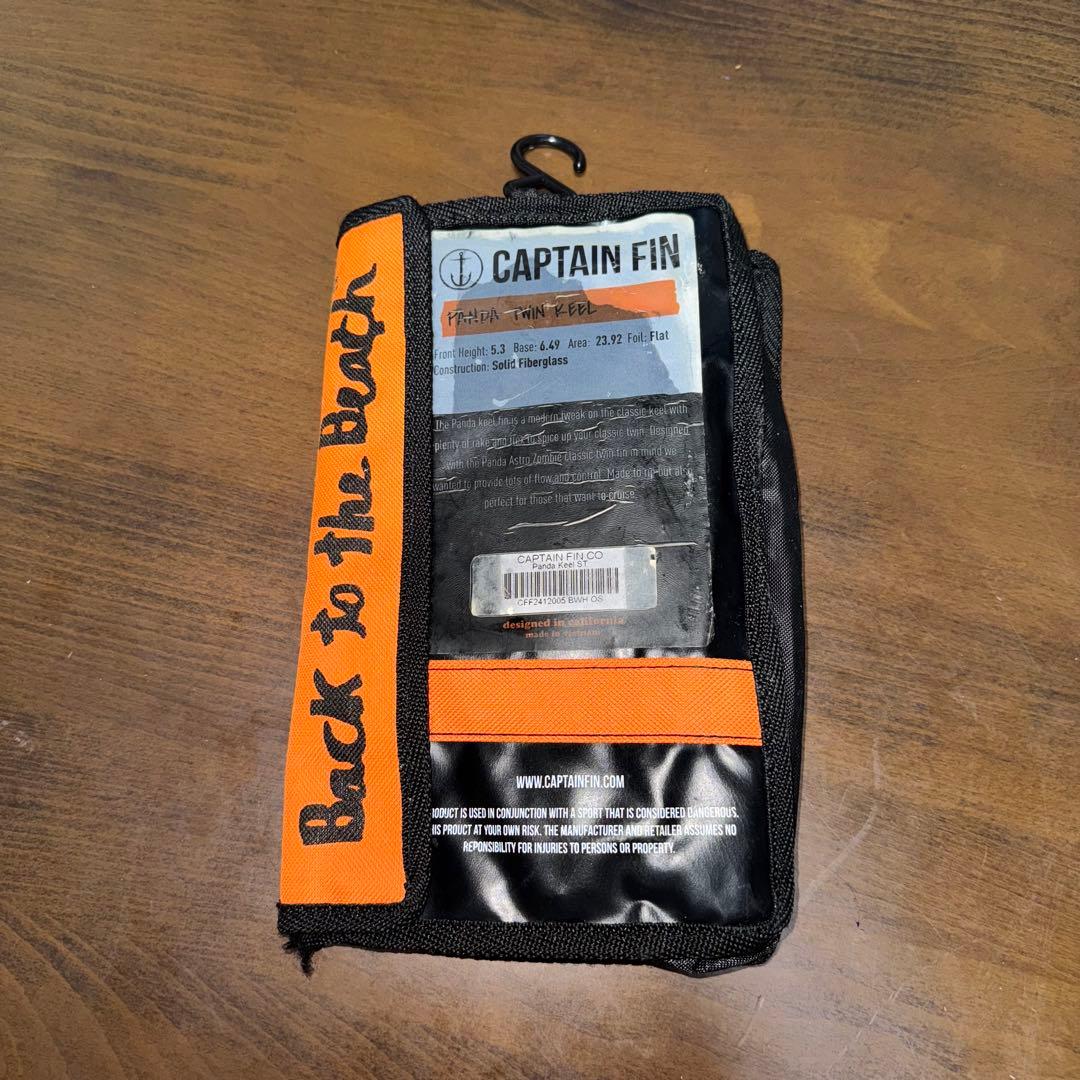 Back to the Beach
CAPTAIN FIN
PANDA TWIN KEEL
Front Height: 5.3 Base: 6.49 Area: 23.92 Foil: Flat
Construction: Solid Fiberglass
The Panda keel fin is a modern tweak on the classic keel with
plenty of rake and flex to spice up your classic twin. Designed
with the Panda Astro Zombie classic twin fin in mind we
wanted to provide lots of flow and control. Made to rip but also
perfect for those that want to cruise.
CAPTAIN FIN CO
Panda Keel ST
CFF2412005 BWH OS
designed in california
made in vietnam
WWW.CAPTAINFIN.COM
RODUCT IS USED IN CONJUNCTION WITH A SPORT THAT IS CONSIDERED DANGEROUS.
HIS PROUCT AT YOUR OWN RISK. THE MANUFACTURER AND RETAILER ASSUMES NO
REPONSIBILITY FOR INJURIES TO PERSONS OR PROPERTY.